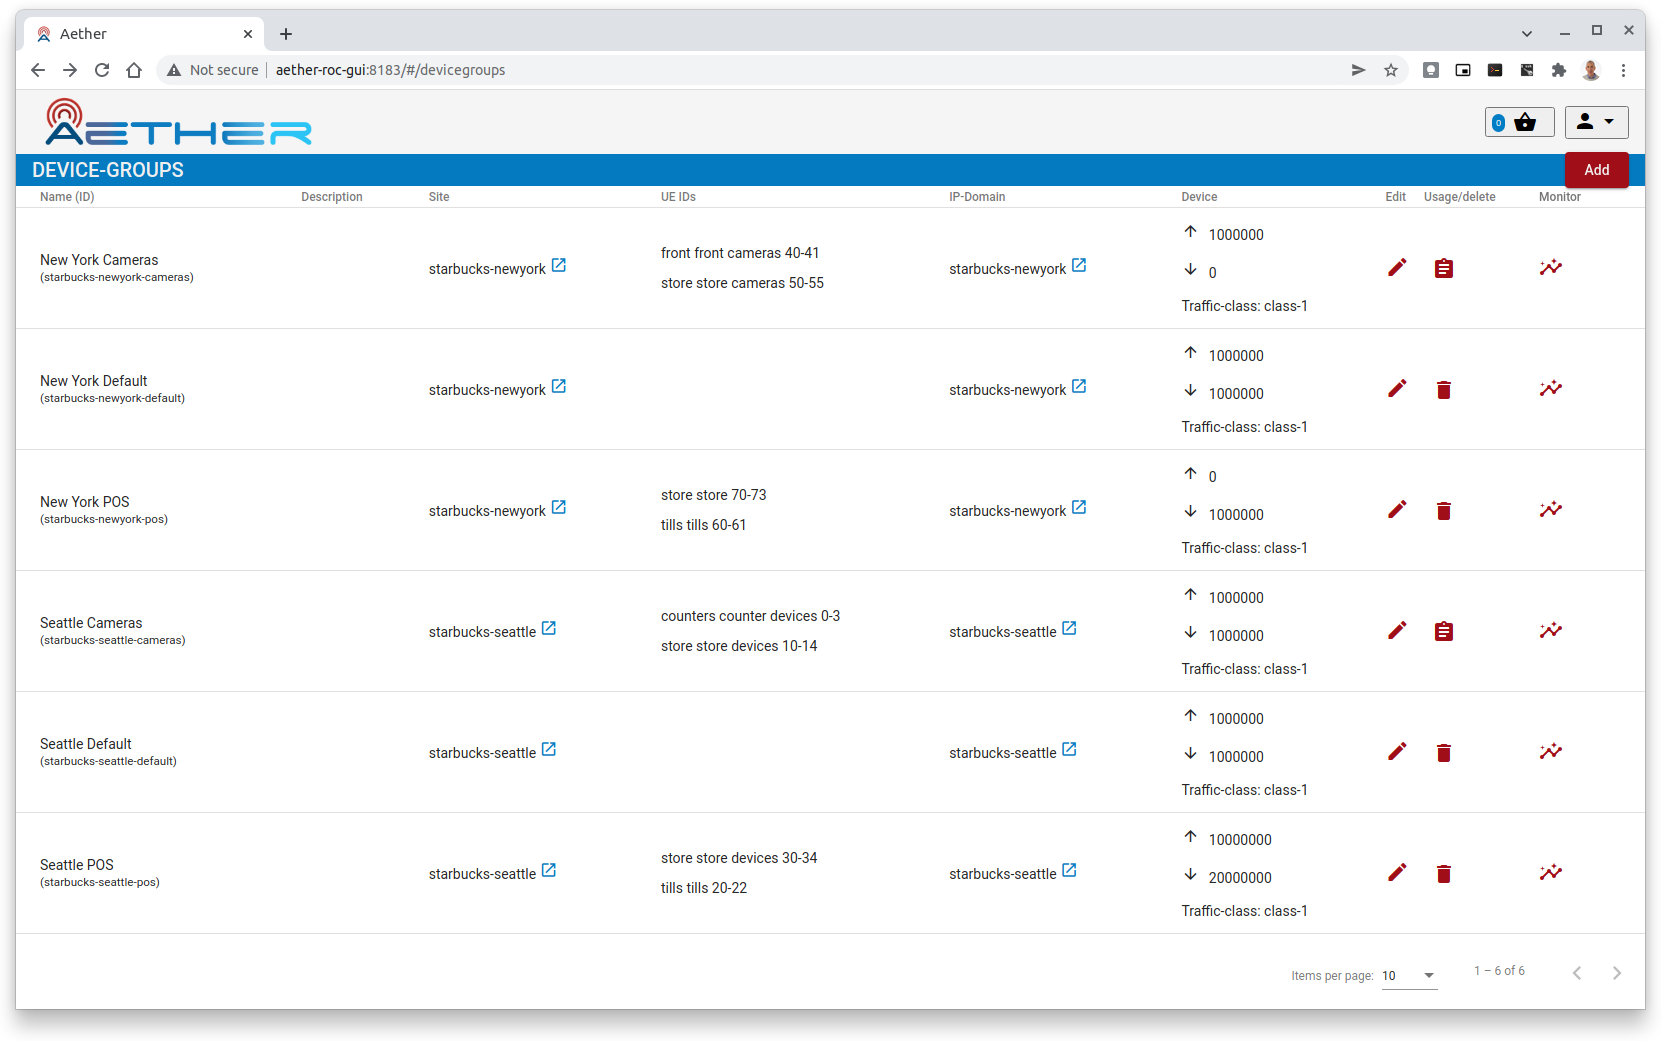 Aether
Not secure aether-roc-gui:8183/#/devicegroups
AETHER
0
DEVICE-GROUPS
Add
Name (ID) Description Site UE IDs IP-Domain Device Edit Usage/delete Monitor
New York Cameras
(starbucks-newyork-cameras)
starbucks-newyork
front front cameras 40-41
store store cameras 50-55
starbucks-newyork
1000000
0
Traffic-class: class-1
New York Default
(starbucks-newyork-default)
starbucks-newyork
starbucks-newyork
1000000
1000000
Traffic-class: class-1
New York POS
(starbucks-newyork-pos)
starbucks-newyork
store store 70-73
tills tills 60-61
starbucks-newyork
0
1000000
Traffic-class: class-1
Seattle Cameras
(starbucks-seattle-cameras)
starbucks-seattle
counters counter devices 0-3
store store devices 10-14
starbucks-seattle
1000000
1000000
Traffic-class: class-1
Seattle Default
(starbucks-seattle-default)
starbucks-seattle
starbucks-seattle
1000000
1000000
Traffic-class: class-1
Seattle POS
(starbucks-seattle-pos)
starbucks-seattle
store store devices 30-34
tills tills 20-22
starbucks-seattle
10000000
20000000
Traffic-class: class-1
Items per page: 10 1 – 6 of 6